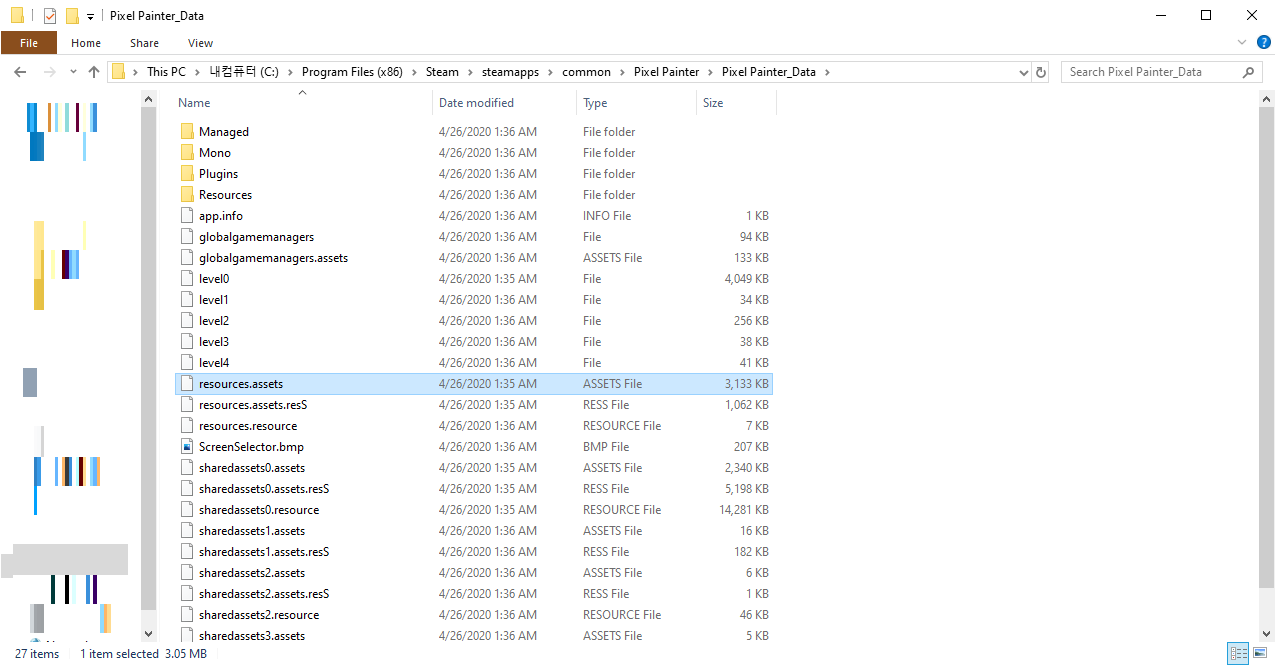 Pixel Painter_Data
File Home Share View
This PC 내컴퓨터 (C:) Program Files (x86) Steam steamapps common Pixel Painter Pixel Painter_Data Search Pixel Painter_Data
Name Date modified Type Size
Managed 4/26/2020 1:36 AM File folder
Mono 4/26/2020 1:36 AM File folder
Plugins 4/26/2020 1:36 AM File folder
Resources 4/26/2020 1:36 AM File folder
app.info 4/26/2020 1:36 AM INFO File 1 KB
globalgamemanagers 4/26/2020 1:36 AM File 94 KB
globalgamemanagers.assets 4/26/2020 1:36 AM ASSETS File 133 KB
level0 4/26/2020 1:35 AM File 4,049 KB
level1 4/26/2020 1:36 AM File 34 KB
level2 4/26/2020 1:36 AM File 256 KB
level3 4/26/2020 1:36 AM File 38 KB
level4 4/26/2020 1:36 AM File 41 KB
resources.assets 4/26/2020 1:35 AM ASSETS File 3,133 KB
resources.assets.resS 4/26/2020 1:35 AM RESS File 1,062 KB
resources.resource 4/26/2020 1:36 AM RESOURCE File 7 KB
ScreenSelector.bmp 4/26/2020 1:36 AM BMP File 207 KB
sharedassets0.assets 4/26/2020 1:35 AM ASSETS File 2,340 KB
sharedassets0.assets.resS 4/26/2020 1:35 AM RESS File 5,198 KB
sharedassets0.resource 4/26/2020 1:36 AM RESOURCE File 14,281 KB
sharedassets1.assets 4/26/2020 1:36 AM ASSETS File 16 KB
sharedassets1.assets.resS 4/26/2020 1:36 AM RESS File 182 KB
sharedassets2.assets 4/26/2020 1:36 AM ASSETS File 6 KB
sharedassets2.assets.resS 4/26/2020 1:36 AM RESS File 1 KB
sharedassets2.resource 4/26/2020 1:36 AM RESOURCE File 46 KB
sharedassets3.assets 4/26/2020 1:36 AM ASSETS File 5 KB
27 items 1 item selected 3.05 MB